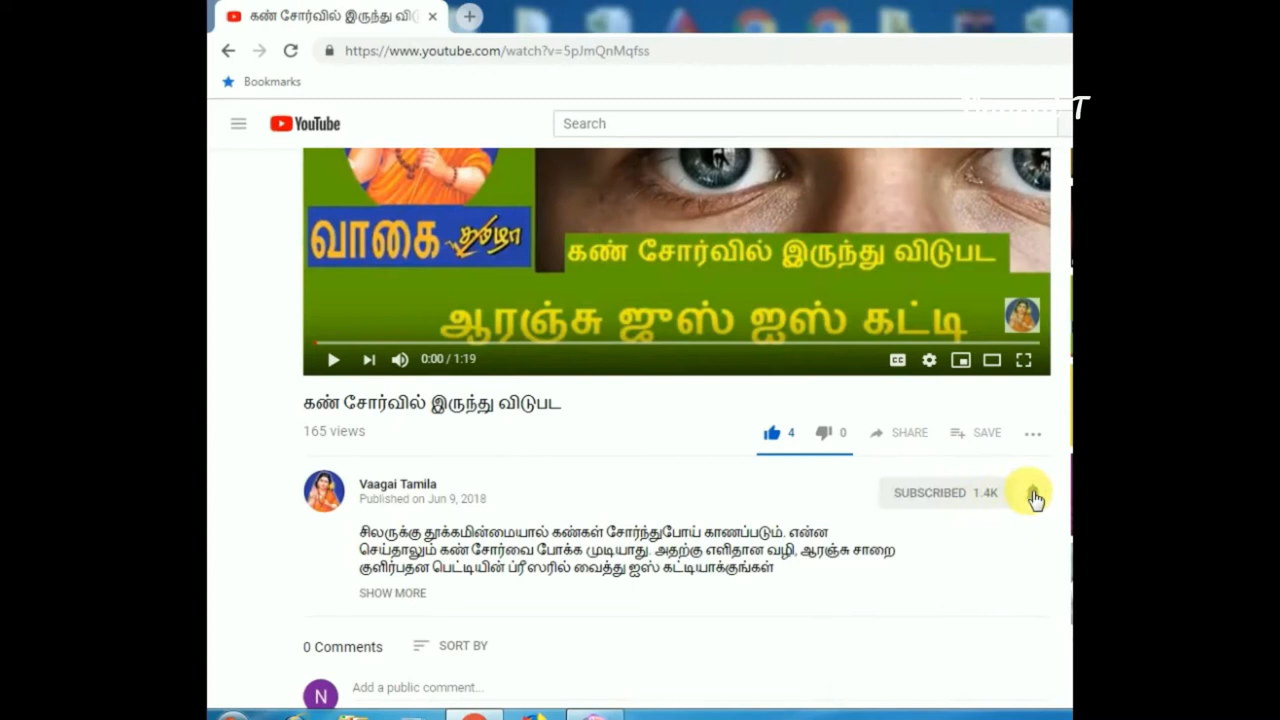 கண் சோர்வில் இருந்து விடு
https://www.youtube.com/watch?v=5pJmQnMqfss
Bookmarks
T
YouTube
Search
வாகை தமிழா
கண் சோர்வில் இருந்து விடுபட
ஆரஞ்சு ஜுஸ் ஐஸ் கட்டி
0:00 / 1:19
கண் சோர்வில் இருந்து விடுபட
165 views
4 0 SHARE SAVE
Vaagai Tamila
Published on Jun 9, 2018
SUBSCRIBED 1.4K
சிலருக்கு தூக்கமின்மையால் கண்கள் சோர்ந்துபோய் காணப்படும். என்ன
செய்தாலும் கண் சோர்வை போக்க முடியாது. அதற்கு எளிதான வழி, ஆரஞ்சு சாறை
குளிர்பதன பெட்டியின் ப்ரீஸரில் வைத்து ஐஸ் கட்டியாக்குங்கள்
SHOW MORE
0 Comments SORT BY
N
Add a public comment...